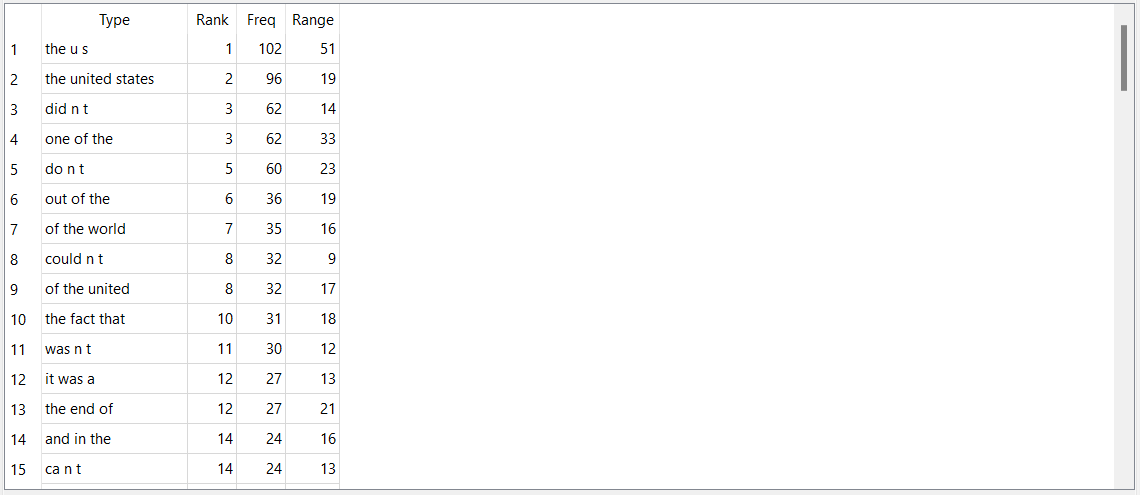 Type Rank Freq Range
1 the u s 1 102 51
2 the united states 2 96 19
3 did n t 3 62 14
4 one of the 3 62 33
5 do n t 5 60 23
6 out of the 6 36 19
7 of the world 7 35 16
8 could n t 8 32 9
9 of the united 8 32 17
10 the fact that 10 31 18
11 was n t 11 30 12
12 it was a 12 27 13
13 the end of 12 27 21
14 and in the 14 24 16
15 ca n t 14 24 13